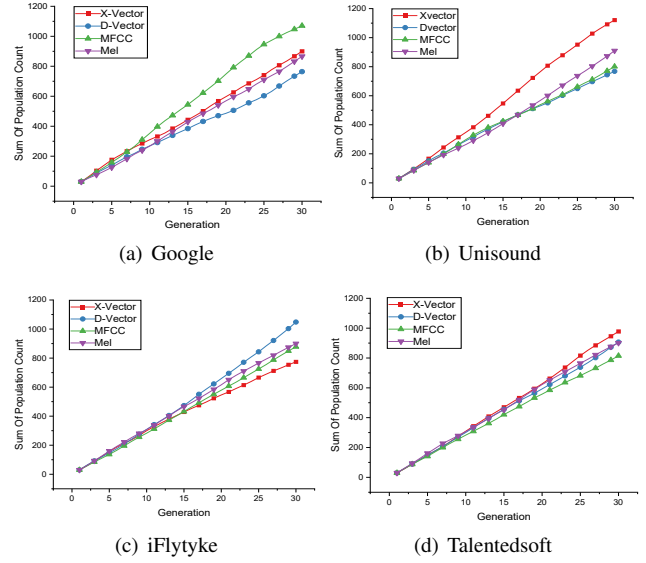 X-Vector
D-Vector
MFCC
Mel
Sum Of Population Count
1200
1000
800
600
400
200
0
0 5 10 15 20 25 30
Generation
(a) Google
Xvector
Dvector
MFCC
Mel
Sum Of Population Count
1200
1000
800
600
400
200
0
0 5 10 15 20 25 30
Generation
(b) Unisound
X-Vector
D-Vector
MFCC
Mel
Sum Of Population Count
1200
1000
800
600
400
200
0
0 5 10 15 20 25 30
Generation
(c) iFlytyke
X-Vector
D-Vector
MFCC
Mel
Sum Of Population Count
1200
1000
800
600
400
200
0
0 5 10 15 20 25 30
Generation
(d) Talentedsoft